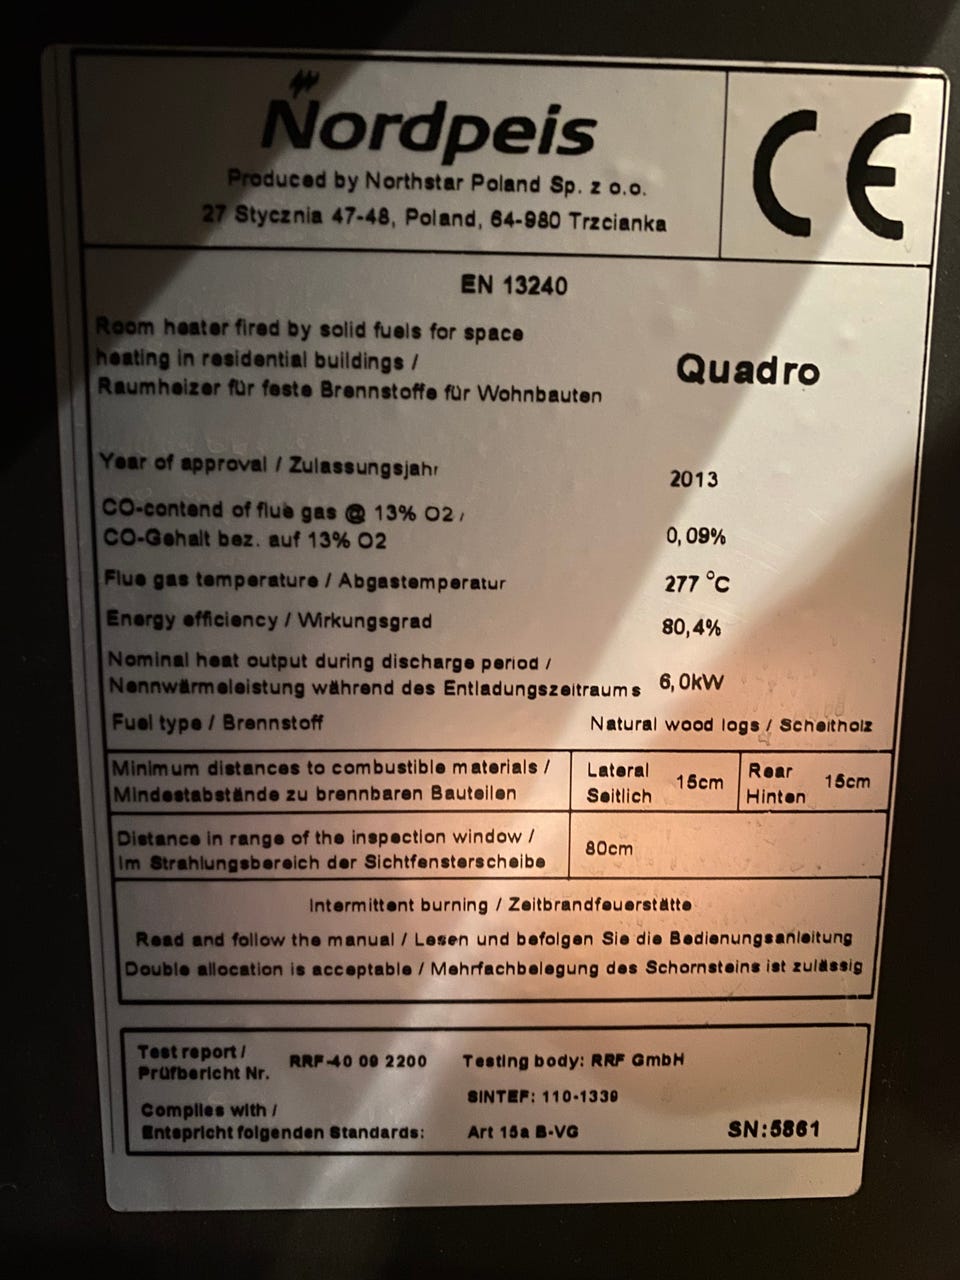 Nordpeis
Produced by Northstar Poland Sp. z o.o.
27 Stycznia 47-48, Poland, 64-980 Trzcianka
CE
EN 13240
Room heater fired by solid fuels for space
heating in residential buildings /
Raumheizer für feste Brennstoffe für Wohnbauten
Quadro
Year of approval / Zulassungsjahr
2013
CO-contend of flue gas @ 13% O2 /
CO-Gehalt bez. auf 13% O2
0,09%
Flue gas temperature / Abgastemperatur
277 °C
Energy efficiency / Wirkungsgrad
80,4%
Nominal heat output during discharge period /
Nennwärmeleistung während des Entladungszeitraums
6,0kW
Fuel type / Brennstoff
Natural wood logs / Scheitholz
Minimum distances to combustible materials /
Mindestabstände zu brennbaren Bauteilen
Lateral
Seitlich
15cm
Rear
Hinten
15cm
Distance in range of the inspection window /
Im Strahlungsbereich der Sichtfensterscheibe
80cm
Intermittent burning / Zeitbrandfeuerstätte
Read and follow the manual / Lesen und befolgen Sie die Bedienungsanleitung
Double allocation is acceptable / Mehrfachbelegung des Schornsteins ist zulässig
Test report /
Prüfbericht Nr.
RRF-40 09 2200
Testing body: RRF GmbH
SINTEF: 110-1339
Complies with /
Entspricht folgenden Standards:
Art 15a B-VG
SN:5861